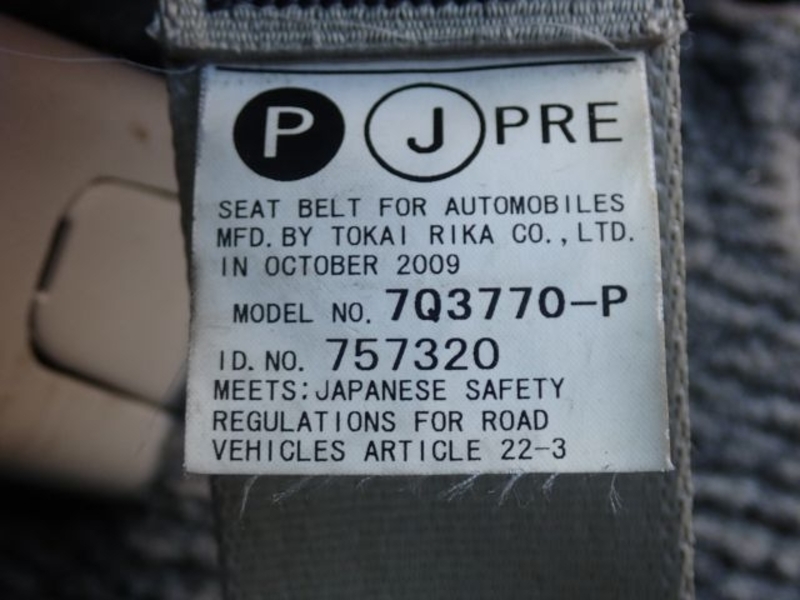 P J PRE
SEAT BELT FOR AUTOMOBILES
MFD. BY TOKAI RIKA CO., LTD.
IN OCTOBER 2009
MODEL NO. 7Q3770-P
ID. NO. 757320
MEETS: JAPANESE SAFETY
REGULATIONS FOR ROAD
VEHICLES ARTICLE 22-3